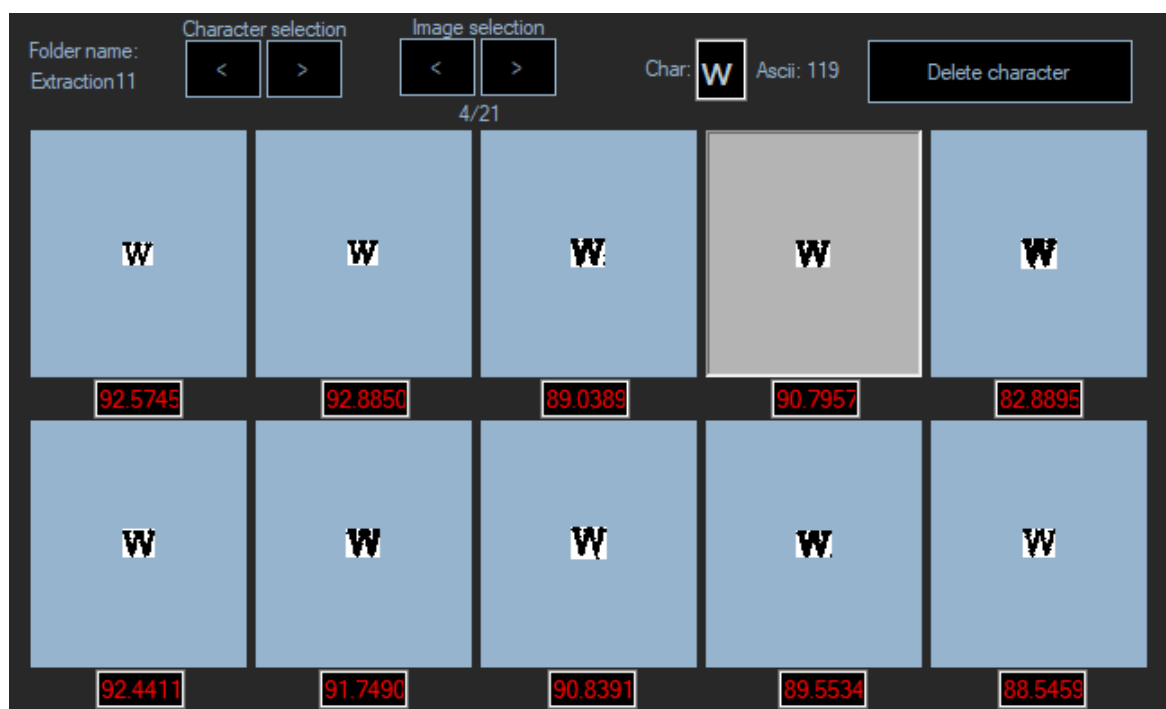 Character selection Image selection
Folder name: < > < > Char: w Ascii: 119 Delete character
Extraction11
4/21
w w w. w w
92.5745 92.8850 89.0389 90.7957 82.8895
w w w w. w
92.4411 91.7490 90.8391 89.5534 88.5459